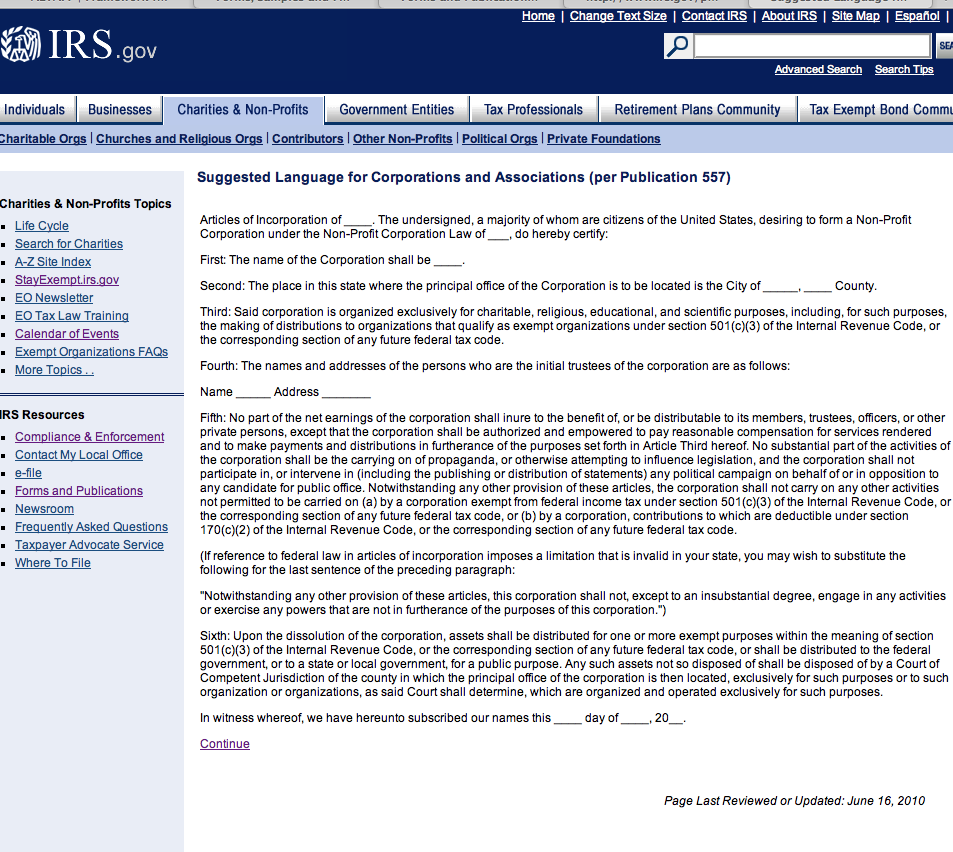 Home | Change Text Size | Contact IRS | About IRS | Site Map | Español |
IRS.gov
Advanced Search Search Tips
Individuals Businesses Charities & Non-Profits Government Entities Tax Professionals Retirement Plans Community Tax Exempt Bond
Charitable Orgs | Churches and Religious Orgs | Contributors | Other Non-Profits | Political Orgs | Private Foundations
Charities & Non-Profits Topics
Life Cycle
Search for Charities
A-Z Site Index
StayExempt.irs.gov
EO Newsletter
EO Tax Law Training
Calendar of Events
Exempt Organizations FAQs
More Topics . .
IRS Resources
Compliance & Enforcement
Contact My Local Office
e-file
Forms and Publications
Newsroom
Frequently Asked Questions
Taxpayer Advocate Service
Where To File
Suggested Language for Corporations and Associations (per Publication 557)
Articles of Incorporation of ____. The undersigned, a majority of whom are citizens of the United States, desiring to form a Non-Profit
Corporation under the Non-Profit Corporation Law of ___, do hereby certify:
First: The name of the Corporation shall be ____.
Second: The place in this state where the principal office of the Corporation is to be located is the City of _____, ____ County.
Third: Said corporation is organized exclusively for charitable, religious, educational, and scientific purposes, including, for such purposes,
the making of distributions to organizations that qualify as exempt organizations under section 501(c)(3) of the Internal Revenue Code, or
the corresponding section of any future federal tax code.
Fourth: The names and addresses of the persons who are the initial trustees of the corporation are as follows:
Name _____ Address _______
Fifth: No part of the net earnings of the corporation shall inure to the benefit of, or be distributable to its members, trustees, officers, or other
private persons, except that the corporation shall be authorized and empowered to pay reasonable compensation for services rendered
and to make payments and distributions in furtherance of the purposes set forth in Article Third hereof. No substantial part of the activities of
the corporation shall be the carrying on of propaganda, or otherwise attempting to influence legislation, and the corporation shall not
participate in, or intervene in (including the publishing or distribution of statements) any political campaign on behalf of or in opposition to
any candidate for public office. Notwithstanding any other provision of these articles, the corporation shall not carry on any other activities
not permitted to be carried on (a) by a corporation exempt from federal income tax under section 501(c)(3) of the Internal Revenue Code, or
the corresponding section of any future federal tax code, or (b) by a corporation, contributions to which are deductible under section
170(c)(2) of the Internal Revenue Code, or the corresponding section of any future federal tax code.
(If reference to federal law in articles of incorporation imposes a limitation that is invalid in your state, you may wish to substitute the
following for the last sentence of the preceding paragraph:
"Notwithstanding any other provision of these articles, this corporation shall not, except to an insubstantial degree, engage in any activities
or exercise any powers that are not in furtherance of the purposes of this corporation.")
Sixth: Upon the dissolution of the corporation, assets shall be distributed for one or more exempt purposes within the meaning of section
501(c)(3) of the Internal Revenue Code, or the corresponding section of any future federal tax code, or shall be distributed to the federal
government, or to a state or local government, for a public purpose. Any such assets not so disposed of shall be disposed of by a Court of
Competent Jurisdiction of the county in which the principal office of the corporation is then located, exclusively for such purposes or to such
organization or organizations, as said Court shall determine, which are organized and operated exclusively for such purposes.
In witness whereof, we have hereunto subscribed our names this ____ day of ____, 20__.
Continue
Page Last Reviewed or Updated: June 16, 2010